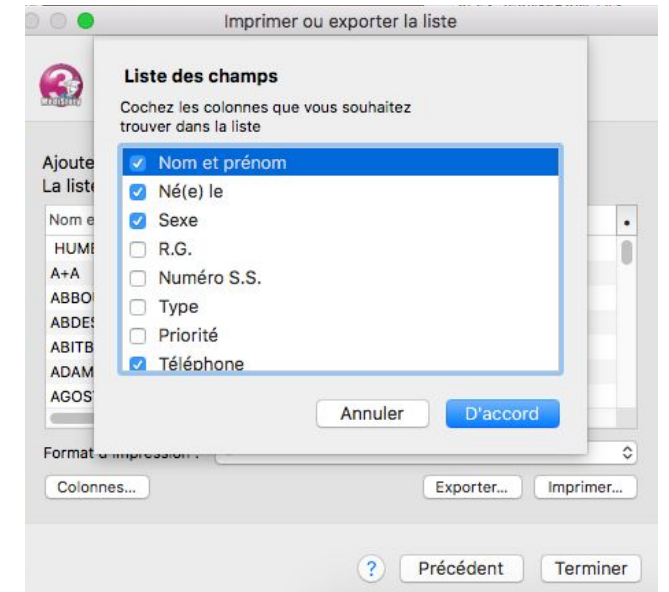 Imprimer ou exporter la liste
Liste des champs
Cochez les colonnes que vous souhaitez
trouver dans la liste
Ajoute
La liste
Nom et prénom
Né(e) le
Sexe
R.G.
Numéro S.S.
Type
Priorité
Téléphone
Nom e
HUME
A+A
ABBO
ABDES
ABITB
ADAM
AGOS
Annuler D'accord
Format d'impression :
Colonnes... Exporter... Imprimer...
? Précédent Terminer